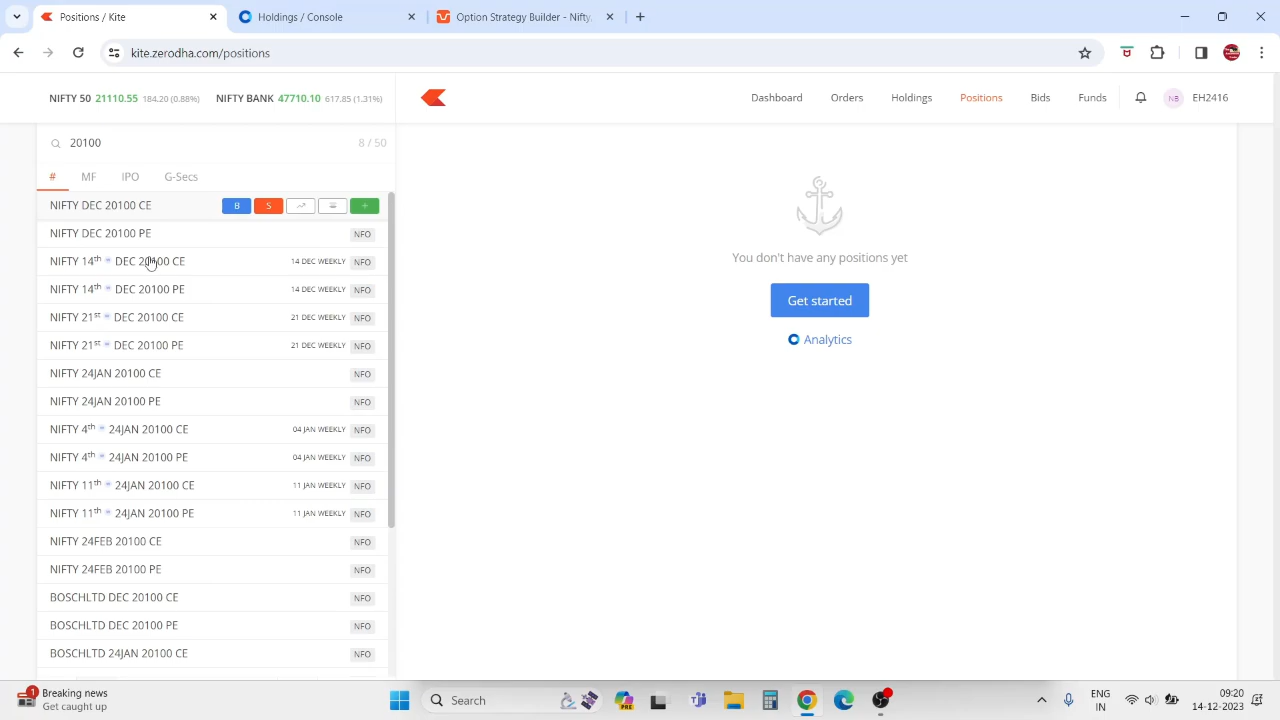 Positions / Kite
Holdings / Console
Option Strategy Builder - Nifty,
kite.zerodha.com/positions
NIFTY 50 21110.55 184.20 (0.88%) NIFTY BANK 47710.10 617.85 (1.31%)
Dashboard Orders Holdings Positions Bids Funds NB EH2416
20100 8 / 50
# MF IPO G-Secs
NIFTY DEC 20100 CE B S
NIFTY DEC 20100 PE NFO
NIFTY 14th w DEC 20100 CE 14 DEC WEEKLY NFO
NIFTY 14th w DEC 20100 PE 14 DEC WEEKLY NFO
NIFTY 21st w DEC 20100 CE 21 DEC WEEKLY NFO
NIFTY 21st w DEC 20100 PE 21 DEC WEEKLY NFO
NIFTY 24JAN 20100 CE NFO
NIFTY 24JAN 20100 PE NFO
NIFTY 4th w 24JAN 20100 CE 04 JAN WEEKLY NFO
NIFTY 4th w 24JAN 20100 PE 04 JAN WEEKLY NFO
NIFTY 11th w 24JAN 20100 CE 11 JAN WEEKLY NFO
NIFTY 11th w 24JAN 20100 PE 11 JAN WEEKLY NFO
NIFTY 24FEB 20100 CE NFO
NIFTY 24FEB 20100 PE NFO
BOSCHLTD DEC 20100 CE NFO
BOSCHLTD DEC 20100 PE NFO
BOSCHLTD 24JAN 20100 CE NFO
You don't have any positions yet
Get started
Analytics
1
Breaking news
Get caught up
Search
PRE
ENG
IN
09:20
14-12-2023